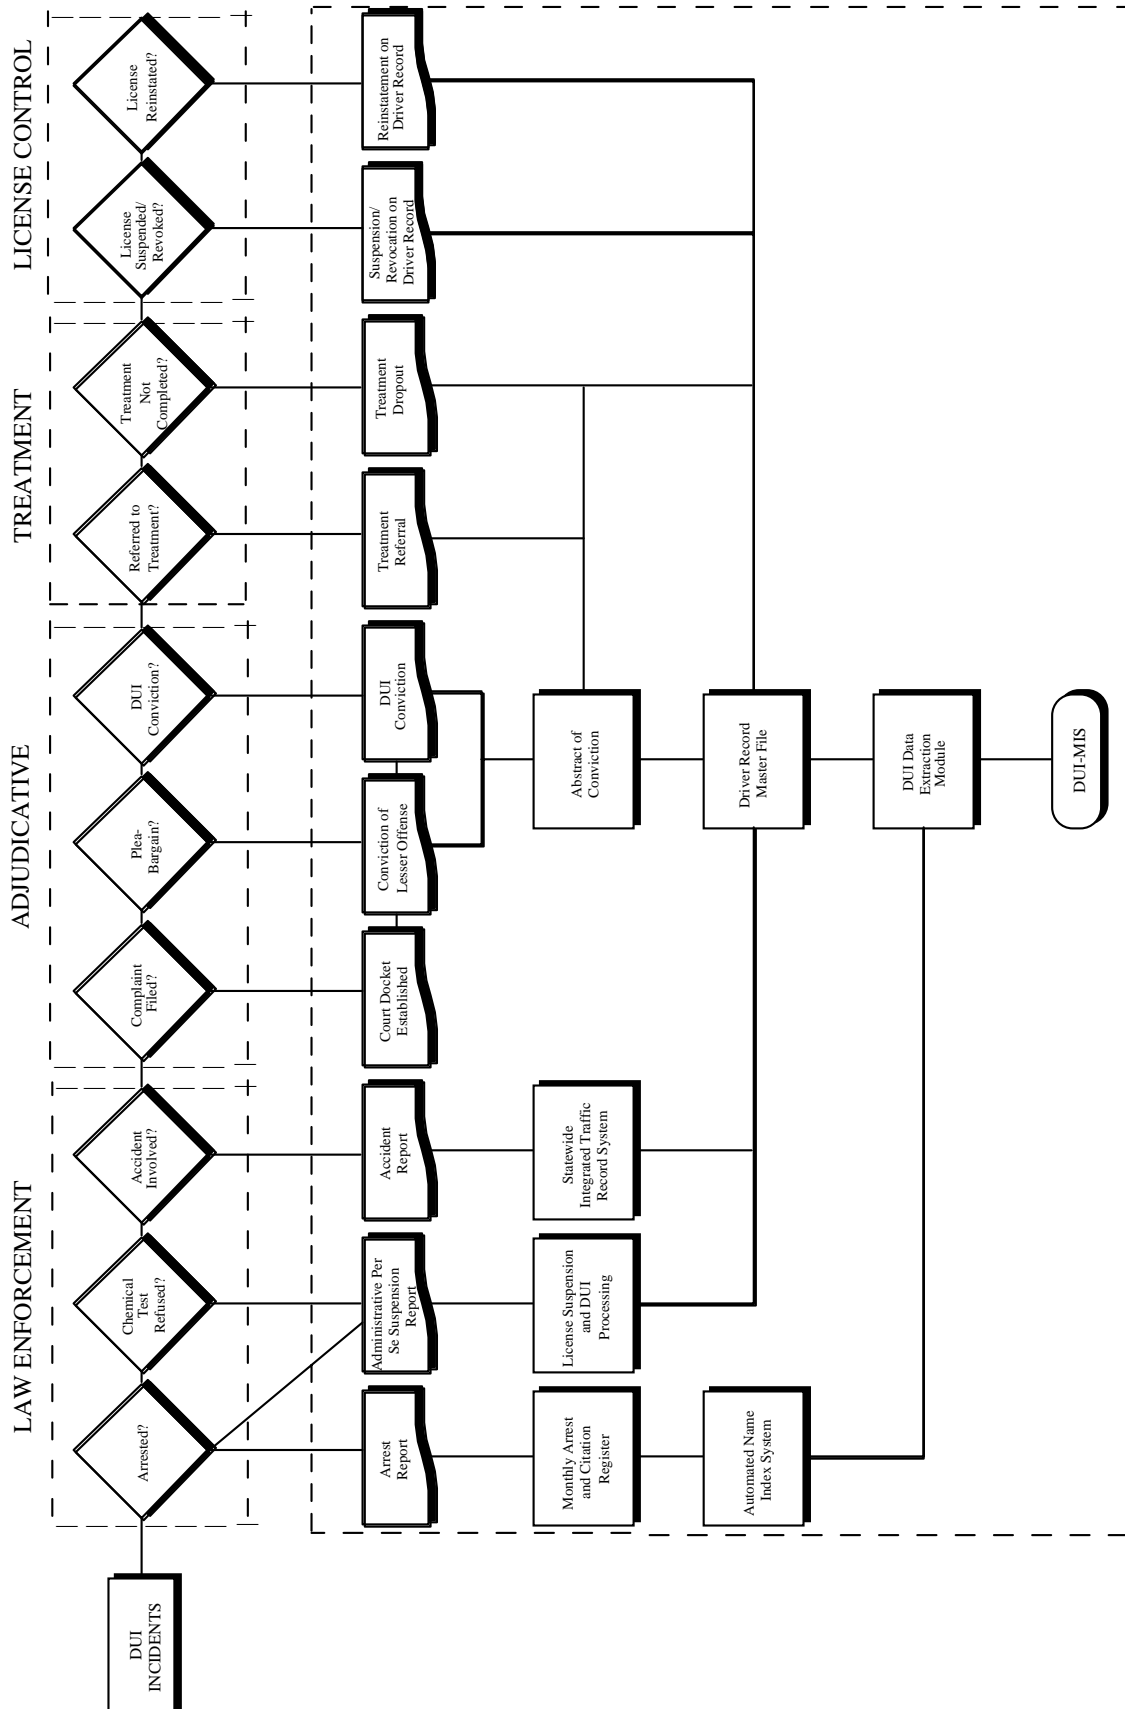 LAW ENFORCEMENT
ADJUDICATIVE
TREATMENT
LICENSE CONTROL
DUI
INCIDENTS
Arrested?
Chemical
Test
Refused?
Accident
Involved?
Complaint
Filed?
Plea-
Bargain?
DUI
Conviction?
Referred to
Treatment?
Treatment
Not
Completed?
License
Suspended/
Revoked?
License
Reinstated?
Arrest
Report
Administrative Per
Se Suspension
Report
Accident
Report
Court Docket
Established
Conviction of
Lesser Offense
DUI
Conviction
Treatment
Referral
Treatment
Dropout
Suspension/
Revocation on
Driver Record
Reinstatement on
Driver Record
Monthly Arrest
and Citation
Register
License Suspension
and DUI
Processing
Statewide
Integrated Traffic
Record System
Abstract of
Conviction
Automated Name
Index System
Driver Record
Master File
DUI Data
Extraction
Module
DUI-MIS